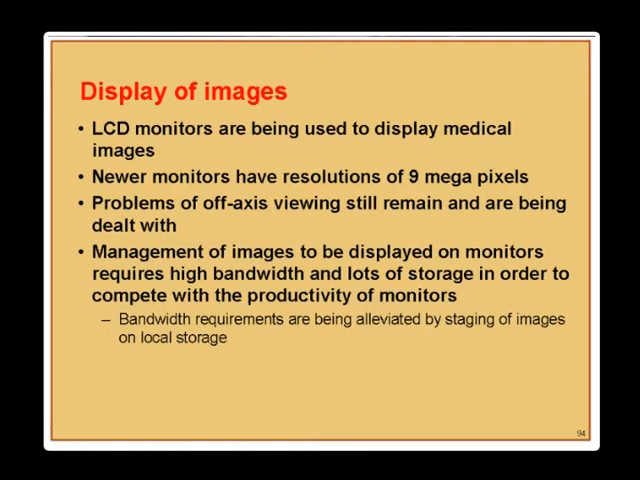 Display of images
• LCD monitors are being used to display medical
images
• Newer monitors have resolutions of 9 mega pixels
• Problems of off-axis viewing still remain and are being
dealt with
• Management of images to be displayed on monitors
requires high bandwidth and lots of storage in order to
compete with the productivity of monitors
– Bandwidth requirements are being alleviated by staging of images
on local storage
94